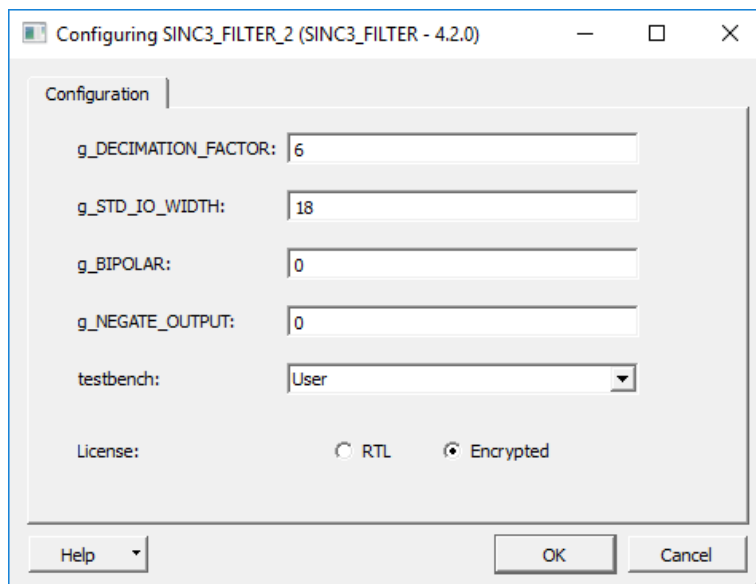 Configuring SINC3_FILTER_2 (SINC3_FILTER - 4.2.0)
Configuration
g_DECIMATION_FACTOR: 6
g_STD_IO_WIDTH: 18
g_BIPOLAR: 0
g_NEGATE_OUTPUT: 0
testbench: User
License: RTL Encrypted
Help OK Cancel